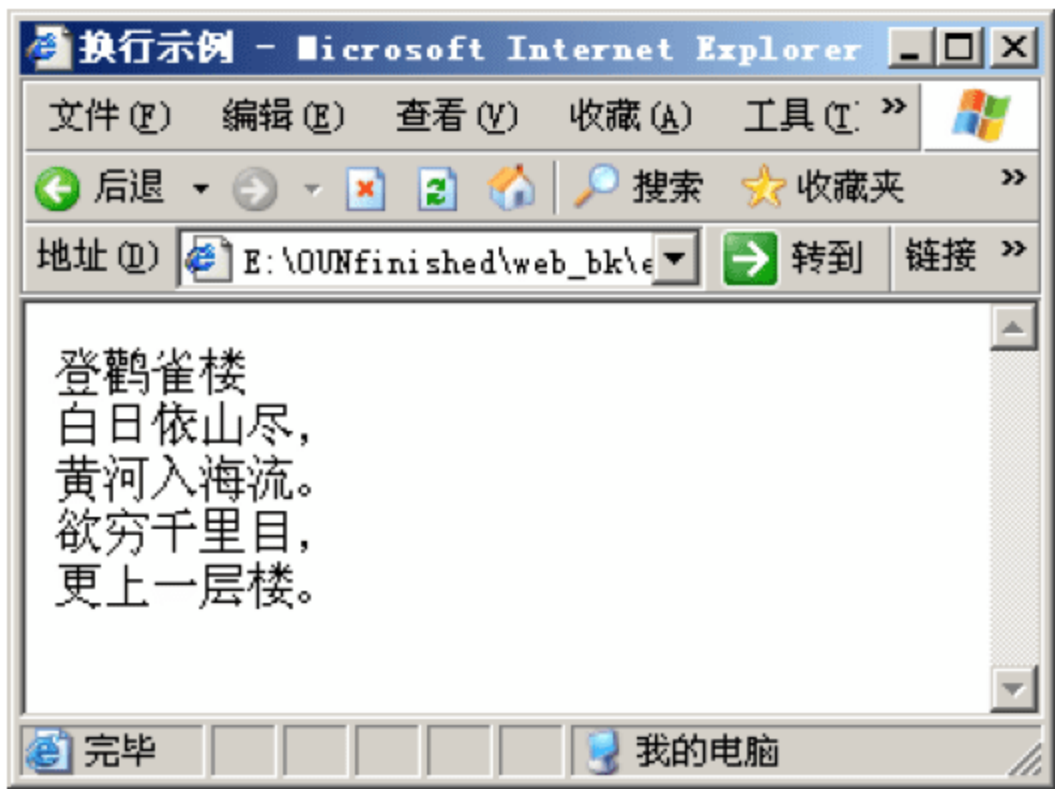 换行示例 - Microsoft Internet Explorer
文件(F) 编辑(E) 查看(V) 收藏(A) 工具(T) »
后退 搜索 收藏夹 »
地址(D) E:\OUNfinished\web_bk\e 转到 链接 »
登鹳雀楼
白日依山尽，
黄河入海流。
欲穷千里目，
更上一层楼。
完毕 我的电脑